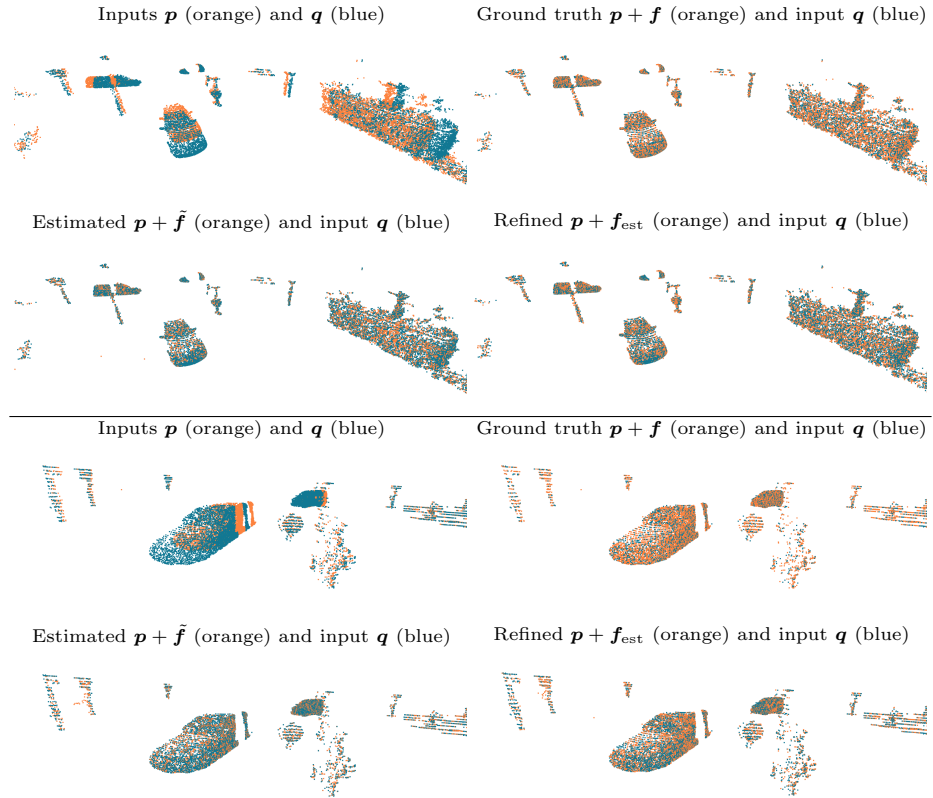 Inputs p (orange) and q (blue)
Ground truth p + f (orange) and input q (blue)
Estimated p + f̃ (orange) and input q (blue)
Refined p + fest (orange) and input q (blue)
Inputs p (orange) and q (blue)
Ground truth p + f (orange) and input q (blue)
Estimated p + f̃ (orange) and input q (blue)
Refined p + fest (orange) and input q (blue)